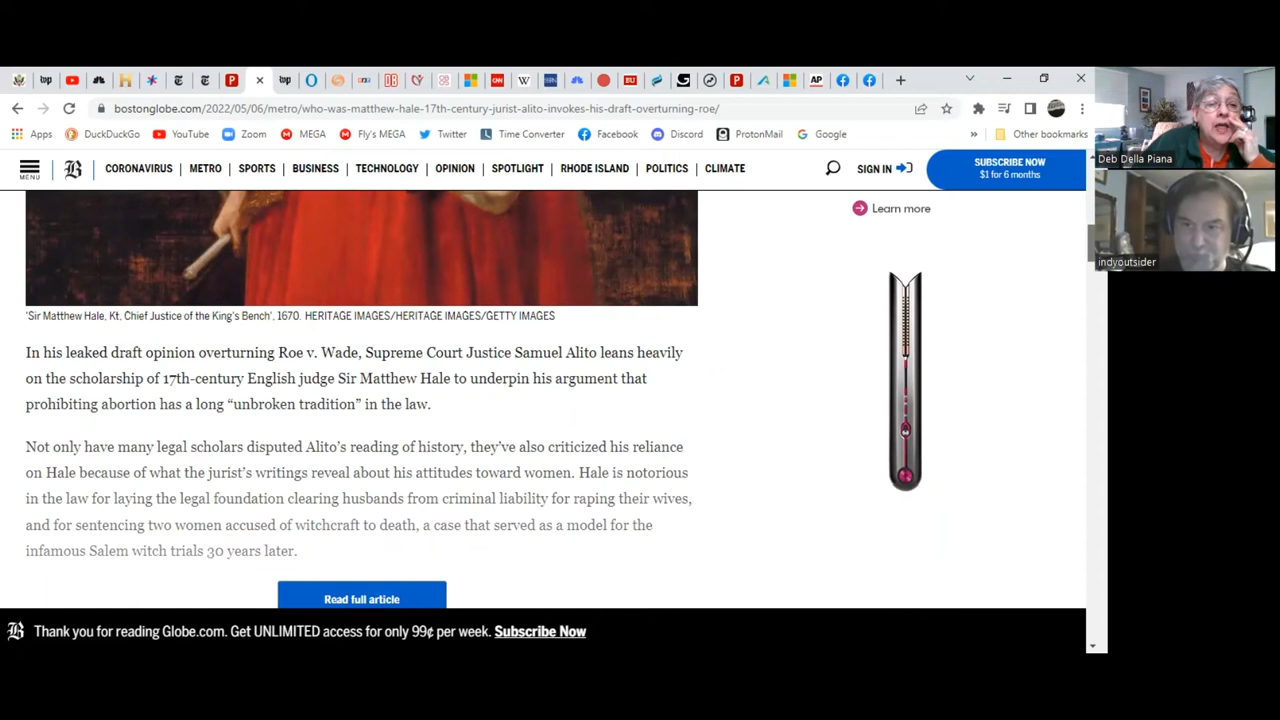 bostonglobe.com/2022/05/06/metro/who-was-matthew-hale-17th-century-jurist-alito-invokes-his-draft-overturning-roe/
Apps DuckDuckGo YouTube Zoom MEGA Fly's MEGA Twitter Time Converter Facebook Discord ProtonMail Google » Other bookmarks
Deb Della Piana
MENU B CORONAVIRUS METRO SPORTS BUSINESS TECHNOLOGY OPINION SPOTLIGHT RHODE ISLAND POLITICS CLIMATE SIGN IN SUBSCRIBE NOW
$1 for 6 months
Learn more
indyoutsider
'Sir Matthew Hale, Kt, Chief Justice of the King's Bench', 1670. HERITAGE IMAGES/HERITAGE IMAGES/GETTY IMAGES
In his leaked draft opinion overturning Roe v. Wade, Supreme Court Justice Samuel Alito leans heavily
on the scholarship of 17th-century English judge Sir Matthew Hale to underpin his argument that
prohibiting abortion has a long “unbroken tradition” in the law.
Not only have many legal scholars disputed Alito’s reading of history, they’ve also criticized his reliance
on Hale because of what the jurist’s writings reveal about his attitudes toward women. Hale is notorious
in the law for laying the legal foundation clearing husbands from criminal liability for raping their wives,
and for sentencing two women accused of witchcraft to death, a case that served as a model for the
infamous Salem witch trials 30 years later.
Read full article
B Thank you for reading Globe.com. Get UNLIMITED access for only 99¢ per week. Subscribe Now